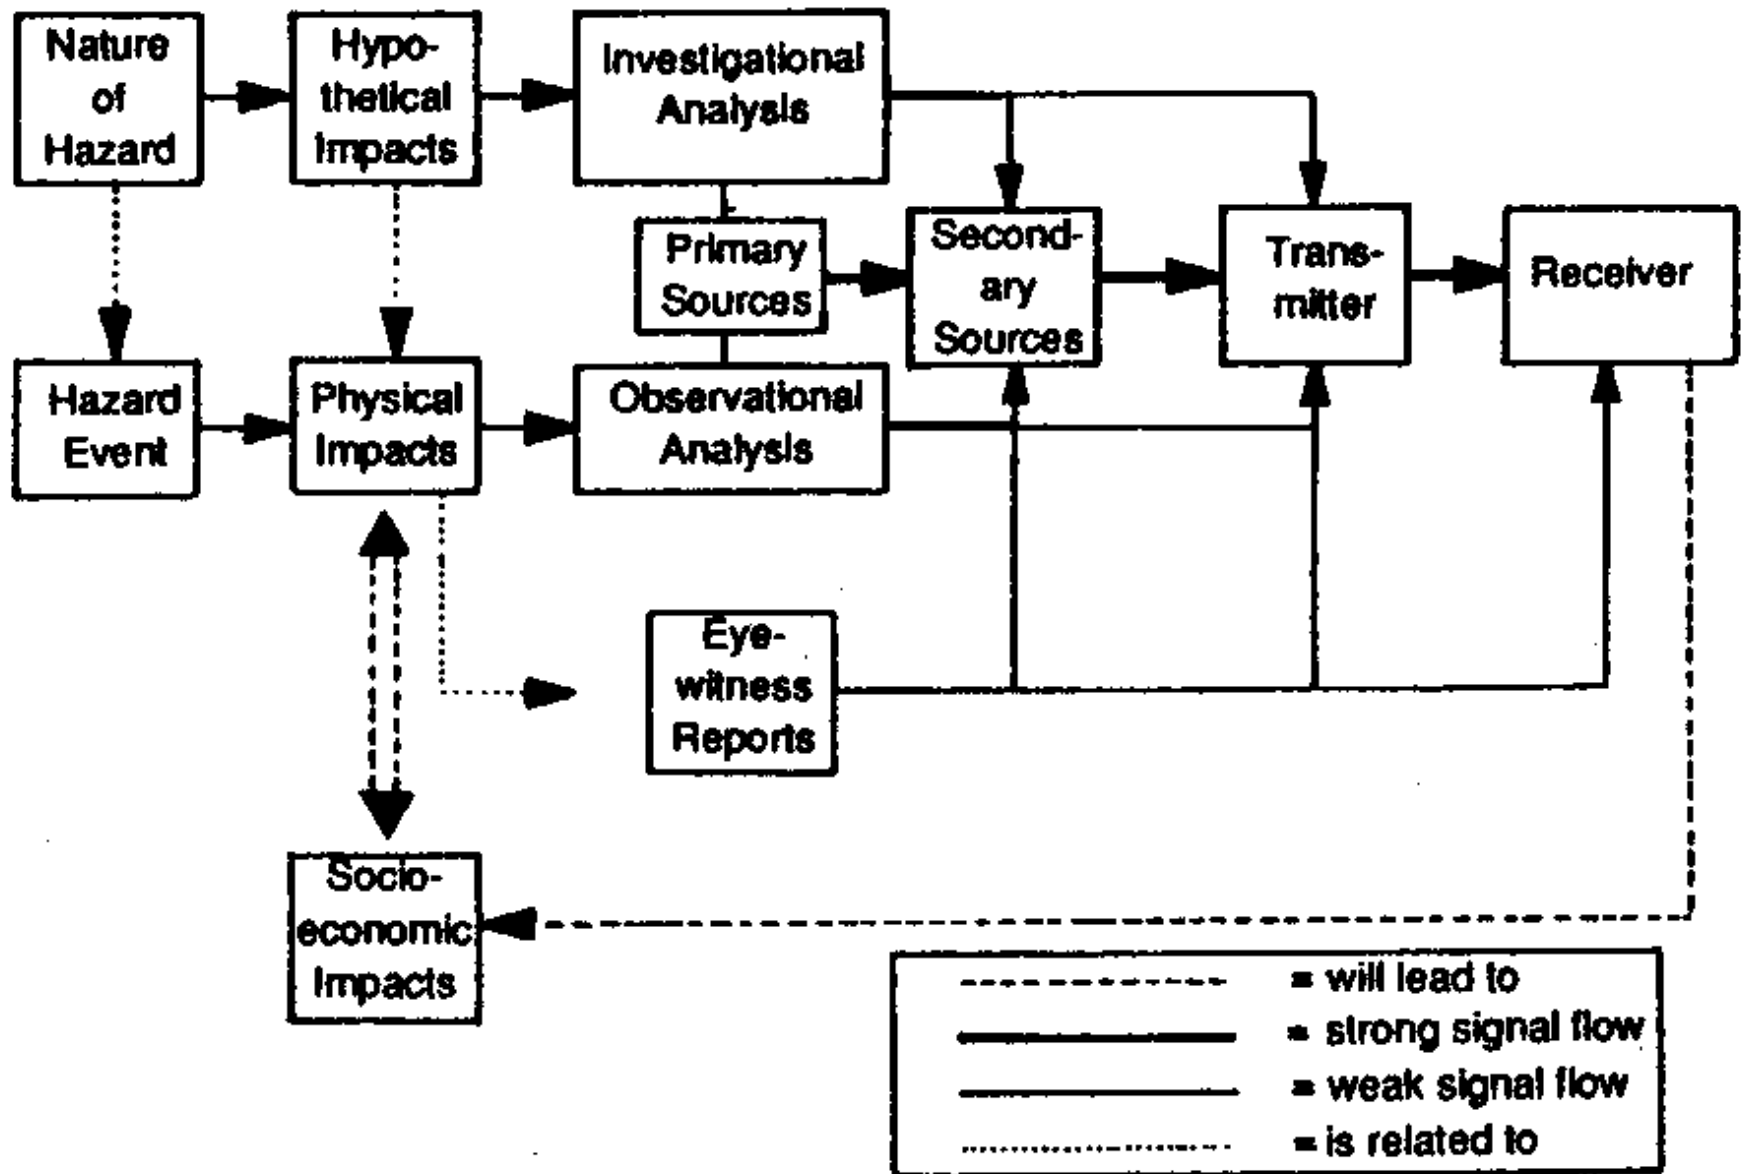 Nature
of
Hazard
Hypo-
thetical
Impacts
Investigational
Analysis
Primary
Sources
Second-
ary
Sources
Trans-
mitter
Receiver
Hazard
Event
Physical
Impacts
Observational
Analysis
Eye-
witness
Reports
Socio-
economic
Impacts
= will lead to
= strong signal flow
= weak signal flow
= is related to